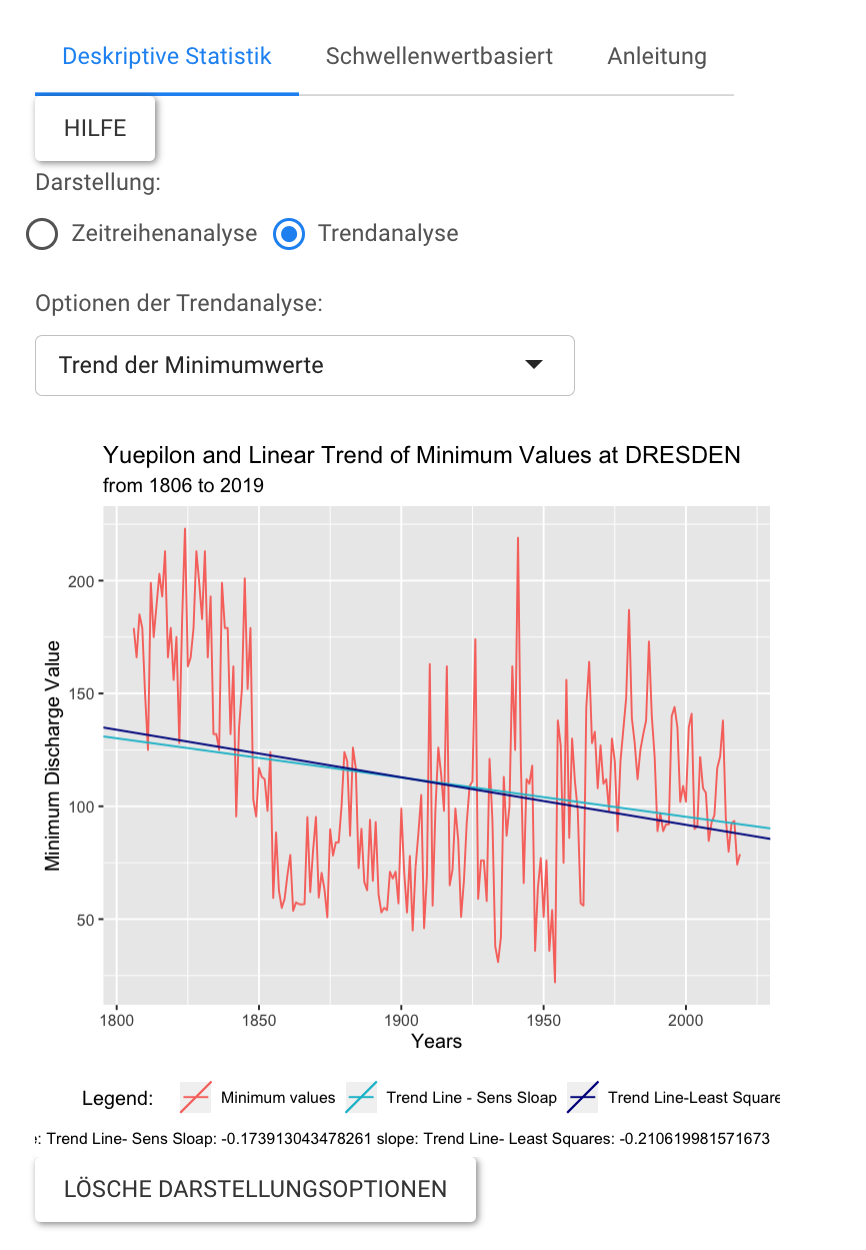 Deskriptive Statistik Schwellenwertbasiert Anleitung
HILFE
Darstellung:
Zeitreihenanalyse Trendanalyse
Optionen der Trendanalyse:
Trend der Minimumwerte
Yuepilon and Linear Trend of Minimum Values at DRESDEN
from 1806 to 2019
Minimum Discharge Value
200
150
100
50
1800 1850 1900 1950 2000
Years
Legend: Minimum values Trend Line - Sens Sloap Trend Line-Least Square
e: Trend Line- Sens Sloap: -0.173913043478261 slope: Trend Line- Least Squares: -0.210619981571673
LÖSCHE DARSTELLUNGSOPTIONEN